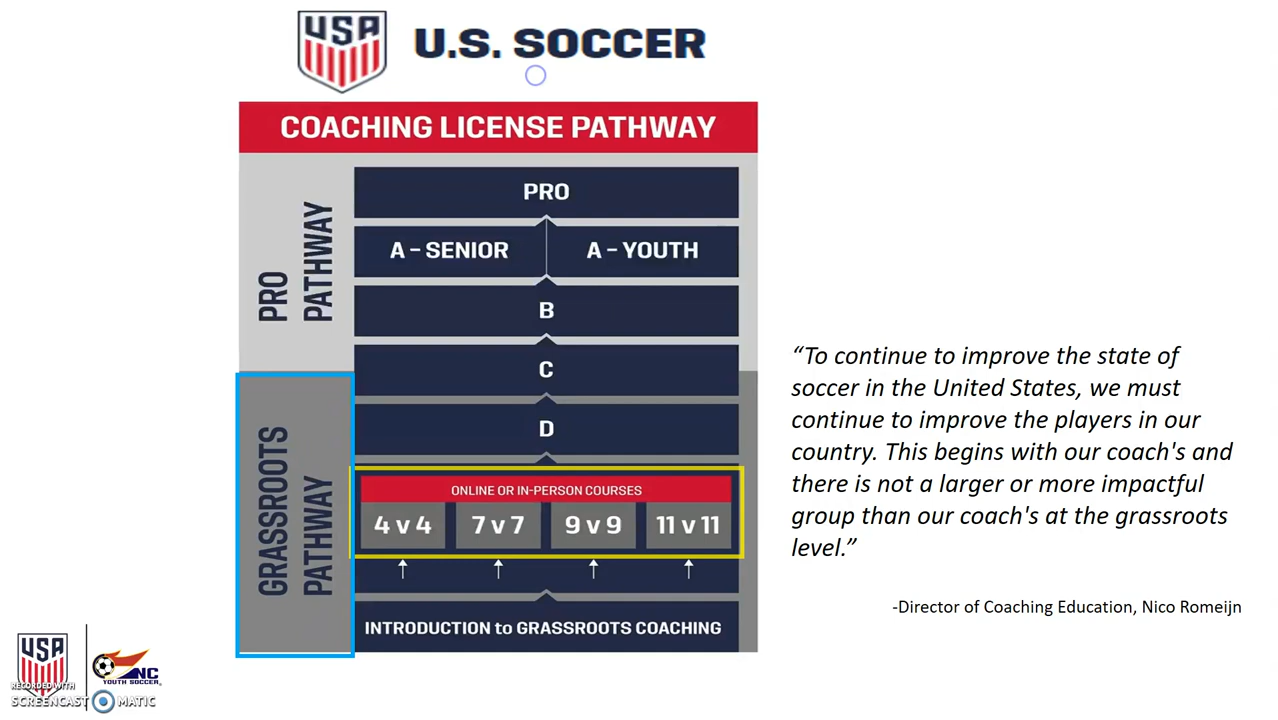 USA
U.S. SOCCER
COACHING LICENSE PATHWAY
PRO PATHWAY
PRO
A – SENIOR
A – YOUTH
B
C
GRASSROOTS PATHWAY
D
ONLINE OR IN-PERSON COURSES
4 v 4
7 v 7
9 v 9
11 v 11
INTRODUCTION to GRASSROOTS COACHING
“To continue to improve the state of
soccer in the United States, we must
continue to improve the players in our
country. This begins with our coach's and
there is not a larger or more impactful
group than our coach's at the grassroots
level.”
-Director of Coaching Education, Nico Romeijn
USA
NC
YOUTH SOCCER
RECORDED WITH
SCREENCAST MATIC